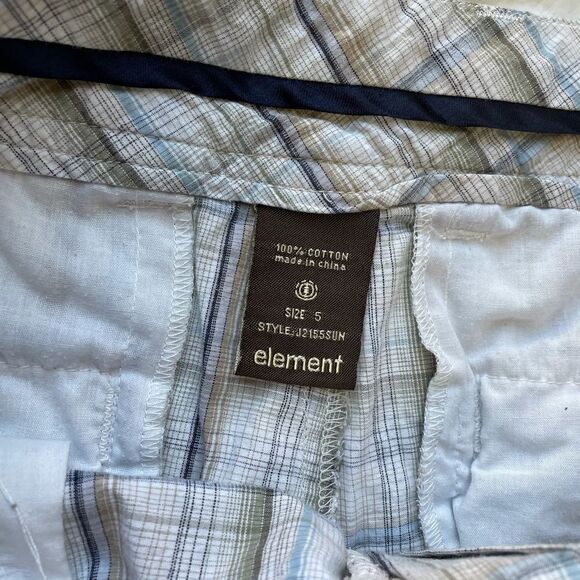 100% COTTON
made in china
SIZE 5
STYLE: J2155SUN
element